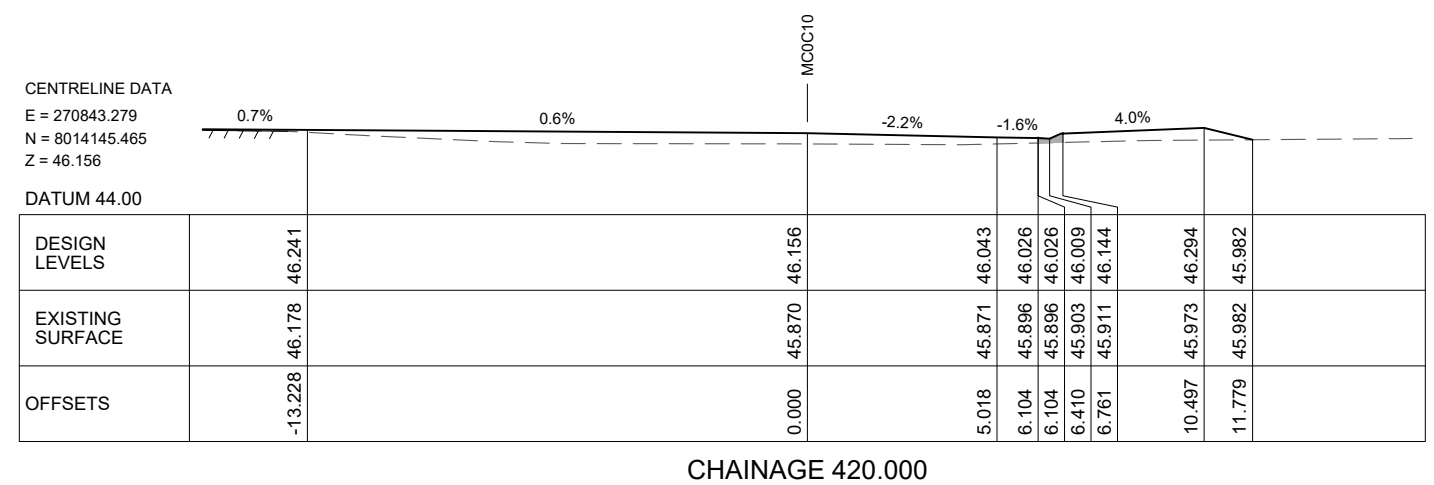 MC0C10
CENTRELINE DATA
E = 270843.279
N = 8014145.465
Z = 46.156
0.7%
0.6%
-2.2%
-1.6%
4.0%
DATUM 44.00
DESIGN
LEVELS
46.241
46.156
46.043
46.026
46.026
46.009
46.144
46.294
45.982
EXISTING
SURFACE
46.178
45.870
45.871
45.896
45.896
45.903
45.911
45.973
45.982
OFFSETS
-13.228
0.000
5.018
6.104
6.104
6.410
6.761
10.497
11.779
CHAINAGE 420.000